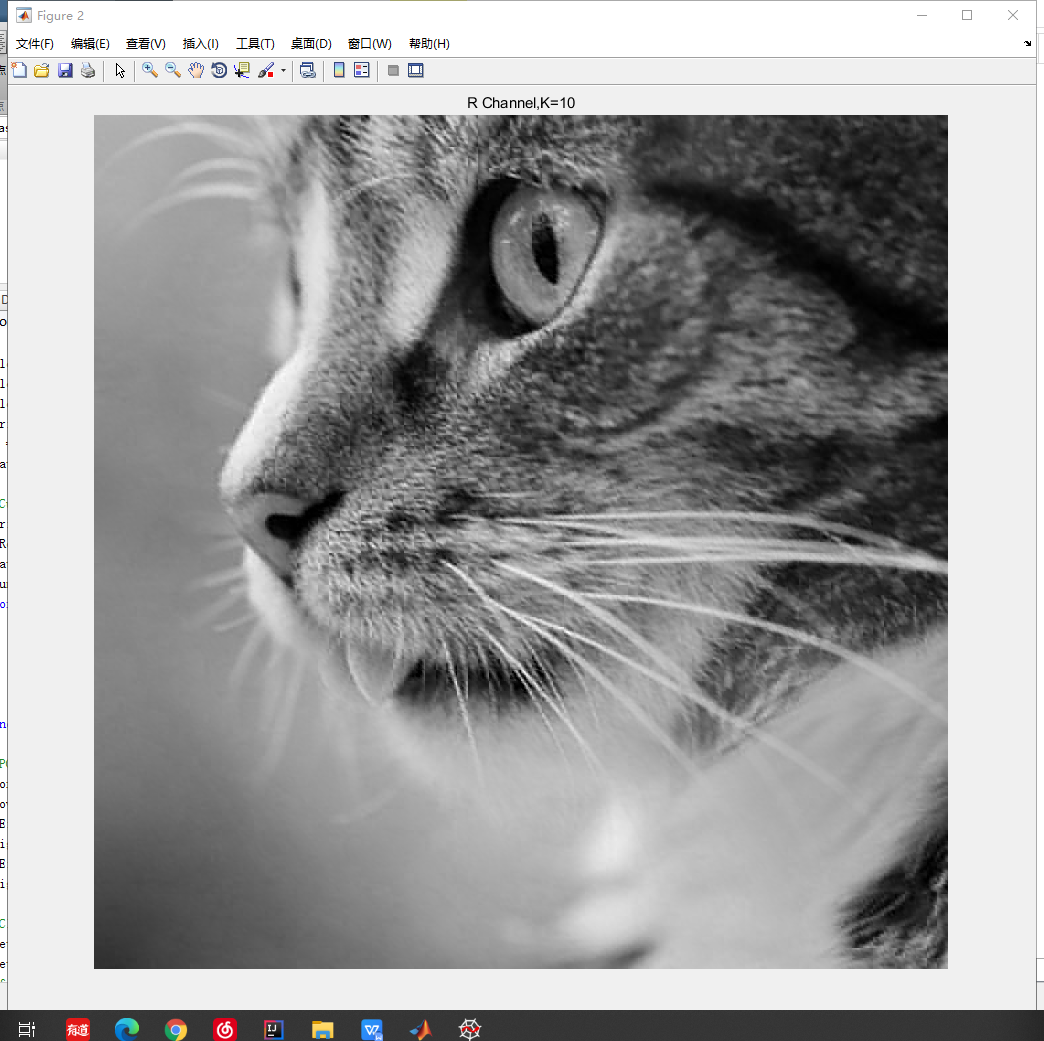 Figure 2
文件(F) 编辑(E) 查看(V) 插入(I) 工具(T) 桌面(D) 窗口(W) 帮助(H)
R Channel,K=10
有道
IJ